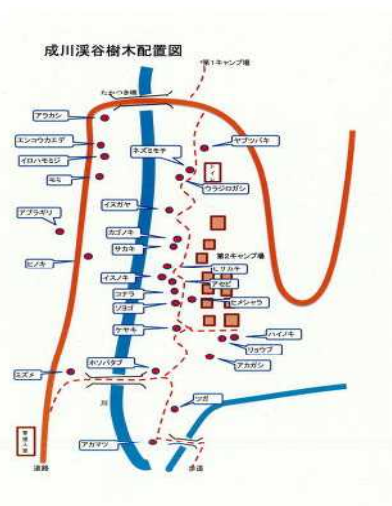 成川渓谷樹木配置図
第1キャンプ場
たかつき橋
アラカシ
エンコウカエデ
イロハモミジ
モミ
ネズミモチ
ヤブツバキ
トイレ
ウラジロガシ
アブラギリ
イヌガヤ
カゴノキ
サカキ
ヒノキ
第2キャンプ場
ヒサカキ
イスノキ
アセビ
コナラ
ヒメシャラ
ソヨゴ
ケヤキ
ハイノキ
リョウブ
アカガシ
ホソバタブ
ミズメ
川
ツガ
アカマツ
道路
歩道